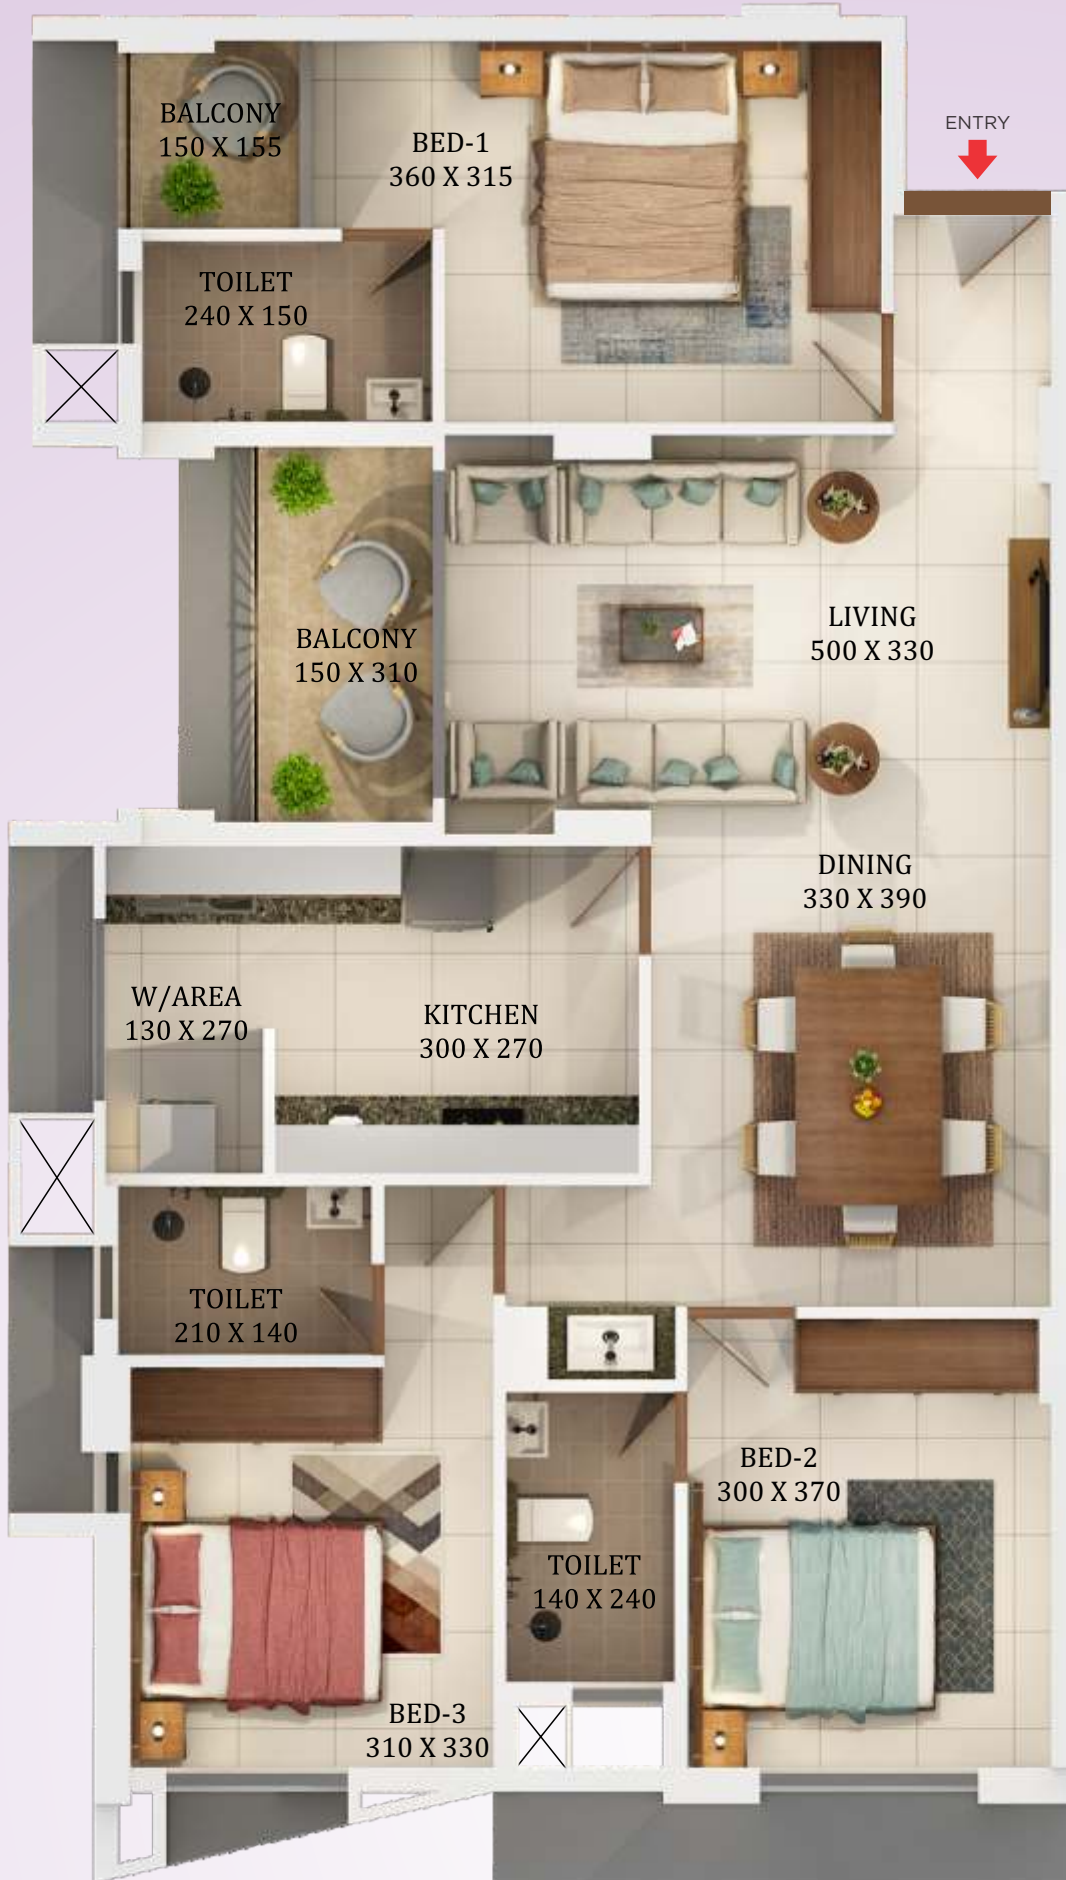 ENTRY
BALCONY
150 X 155
BED-1
360 X 315
TOILET
240 X 150
LIVING
500 X 330
BALCONY
150 X 310
DINING
330 X 390
W/AREA
130 X 270
KITCHEN
300 X 270
TOILET
210 X 140
BED-2
300 X 370
TOILET
140 X 240
BED-3
310 X 330